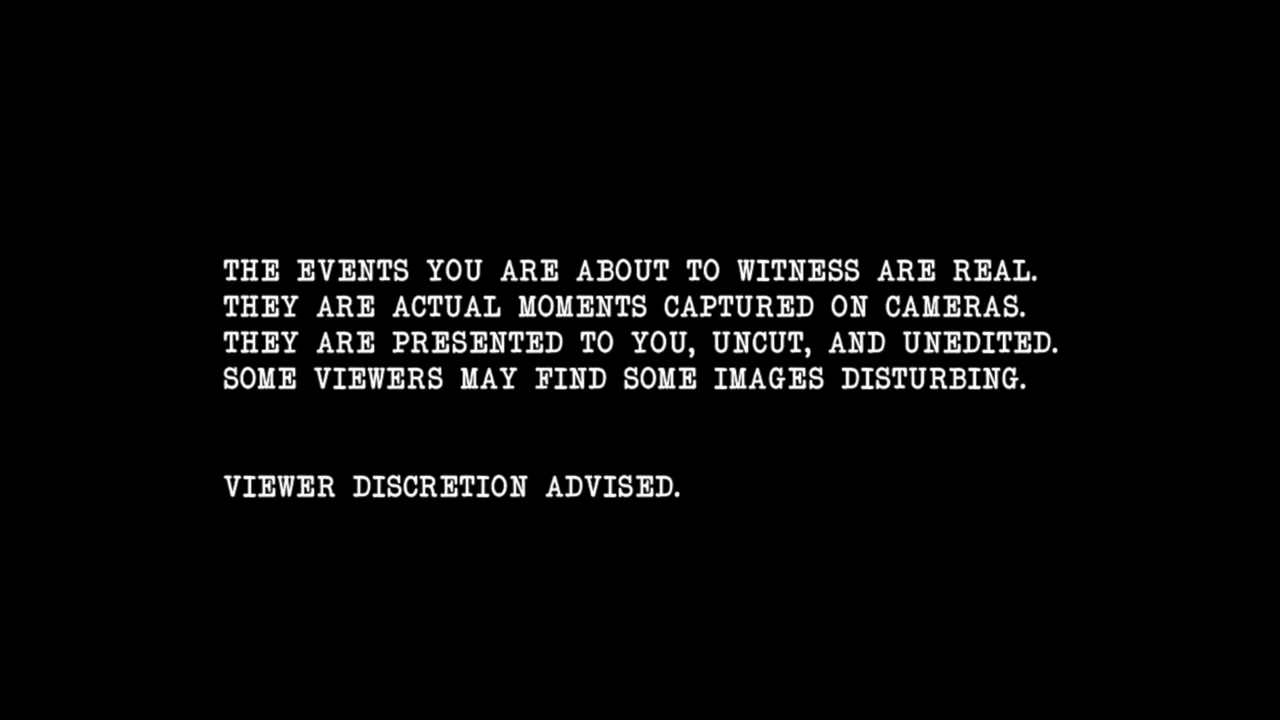 THE EVENTS YOU ARE ABOUT TO WITNESS ARE REAL.
THEY ARE ACTUAL MOMENTS CAPTURED ON CAMERAS.
THEY ARE PRESENTED TO YOU, UNCUT, AND UNEDITED.
SOME VIEWERS MAY FIND SOME IMAGES DISTURBING.
VIEWER DISCRETION ADVISED.